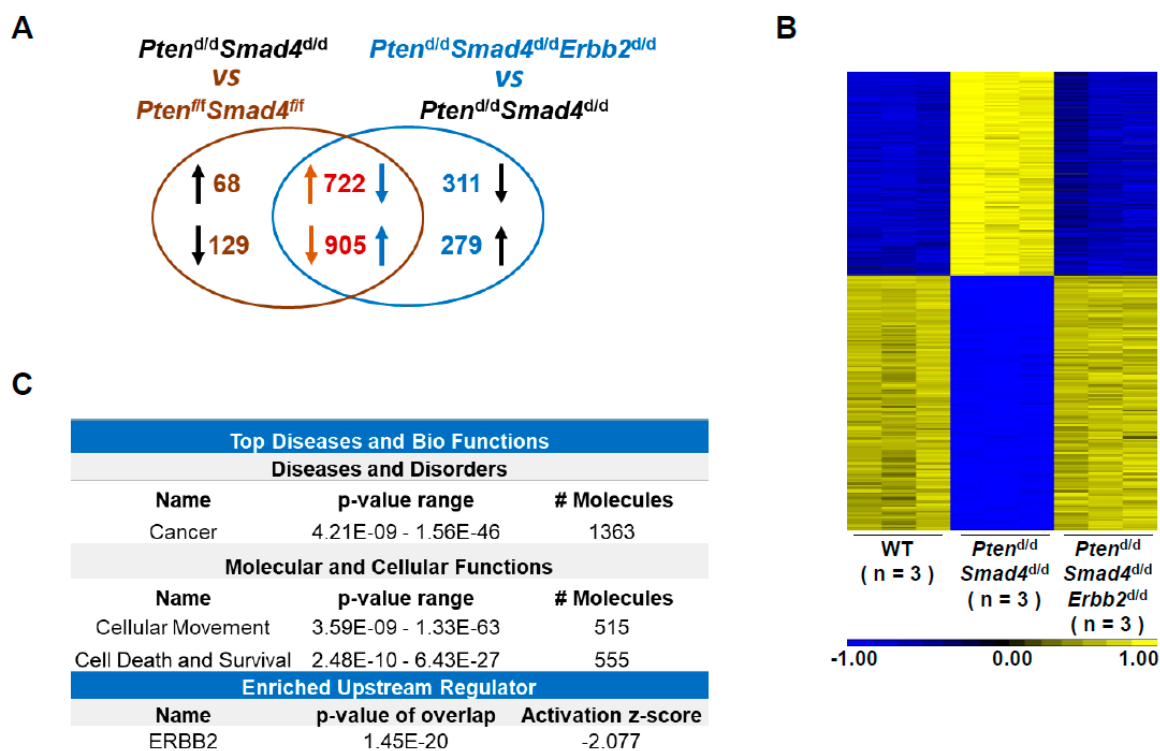 A
Pten^d/d Smad4^d/d
vs
Pten^f/f Smad4^f/f
Pten^d/d Smad4^d/d Erbb2^d/d
vs
Pten^d/d Smad4^d/d
↑ 68
↑ 722 ↓
311 ↓
↓ 129
↓ 905 ↑
279 ↑
B
WT
( n = 3 )
Pten^d/d
Smad4^d/d
( n = 3 )
Pten^d/d
Smad4^d/d
Erbb2^d/d
( n = 3 )
-1.00 0.00 1.00
C
Top Diseases and Bio Functions
Diseases and Disorders
Name p-value range # Molecules
Cancer 4.21E-09 - 1.56E-46 1363
Molecular and Cellular Functions
Name p-value range # Molecules
Cellular Movement 3.59E-09 - 1.33E-63 515
Cell Death and Survival 2.48E-10 - 6.43E-27 555
Enriched Upstream Regulator
Name p-value of overlap Activation z-score
ERBB2 1.45E-20 -2.077